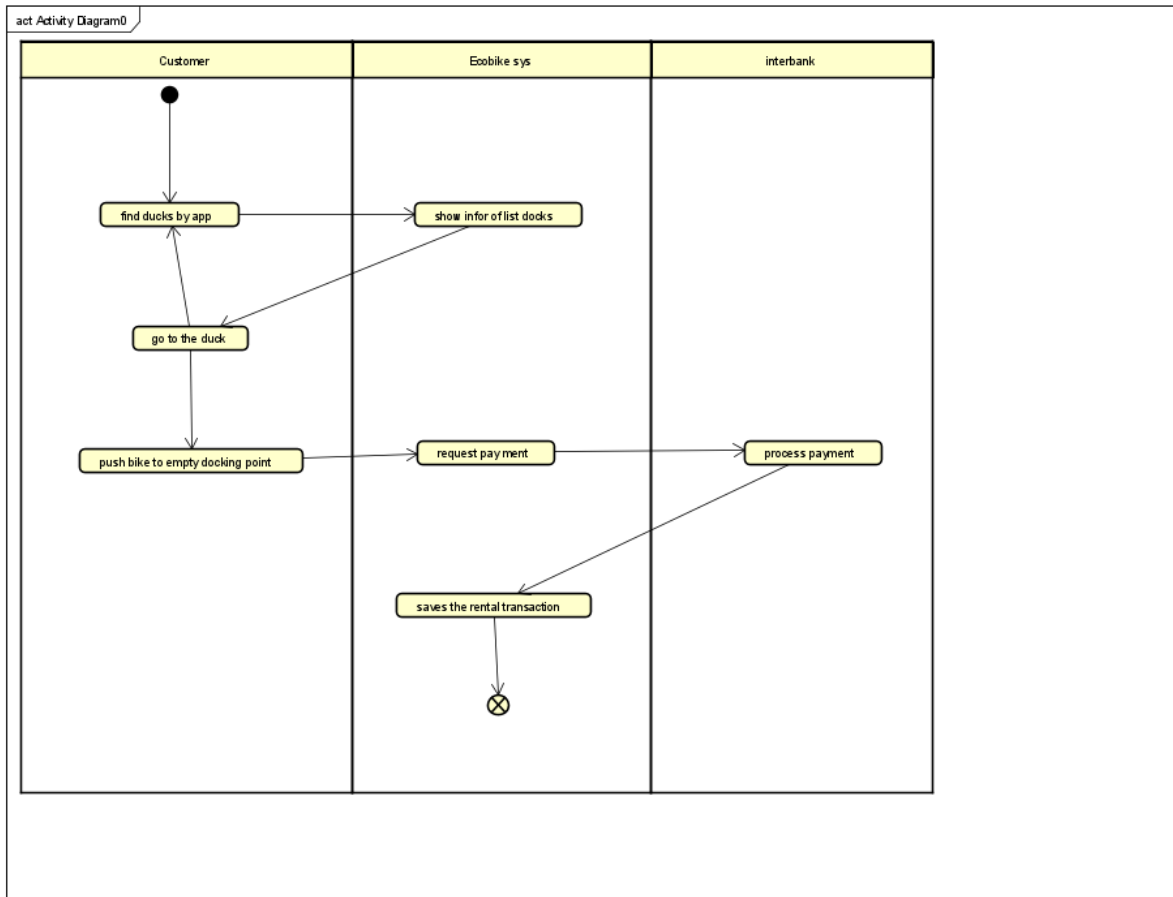 act Activity Diagram0
Customer
Ecobike sys
interbank
find ducks by app
show infor of list docks
go to the duck
push bike to empty docking point
request payment
process payment
saves the rental transaction